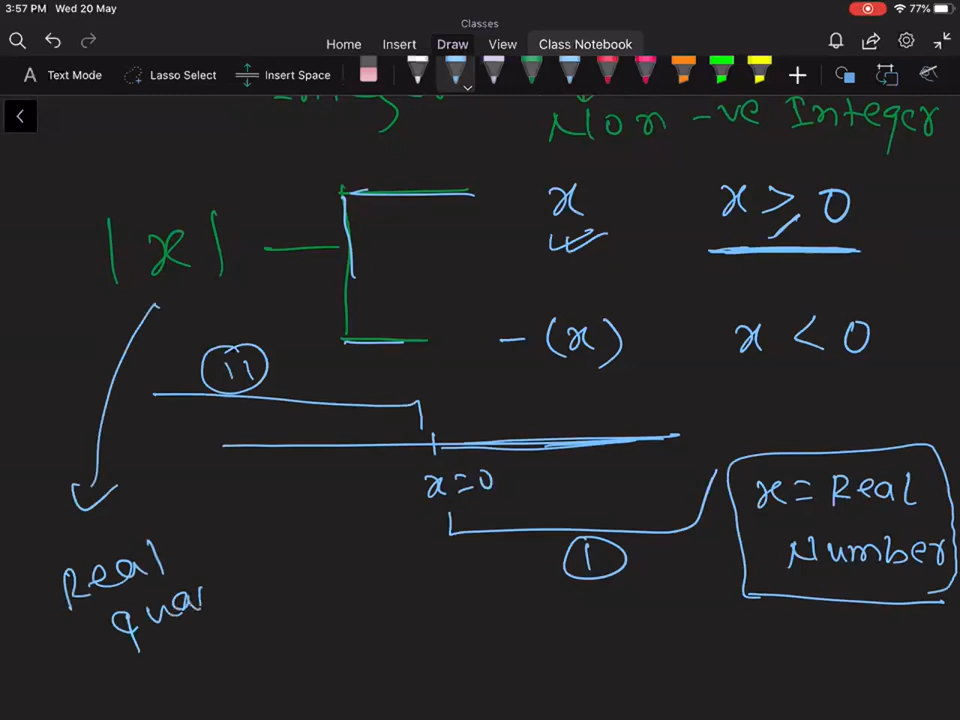 3:57 PM Wed 20 May
77%
Classes
Home Insert Draw View Class Notebook
Text Mode Lasso Select Insert Space
Non -ve Integer
|x| x x ≥ 0
-(x) x < 0
ii
x=0
i
x = Real
Number
Real
qua